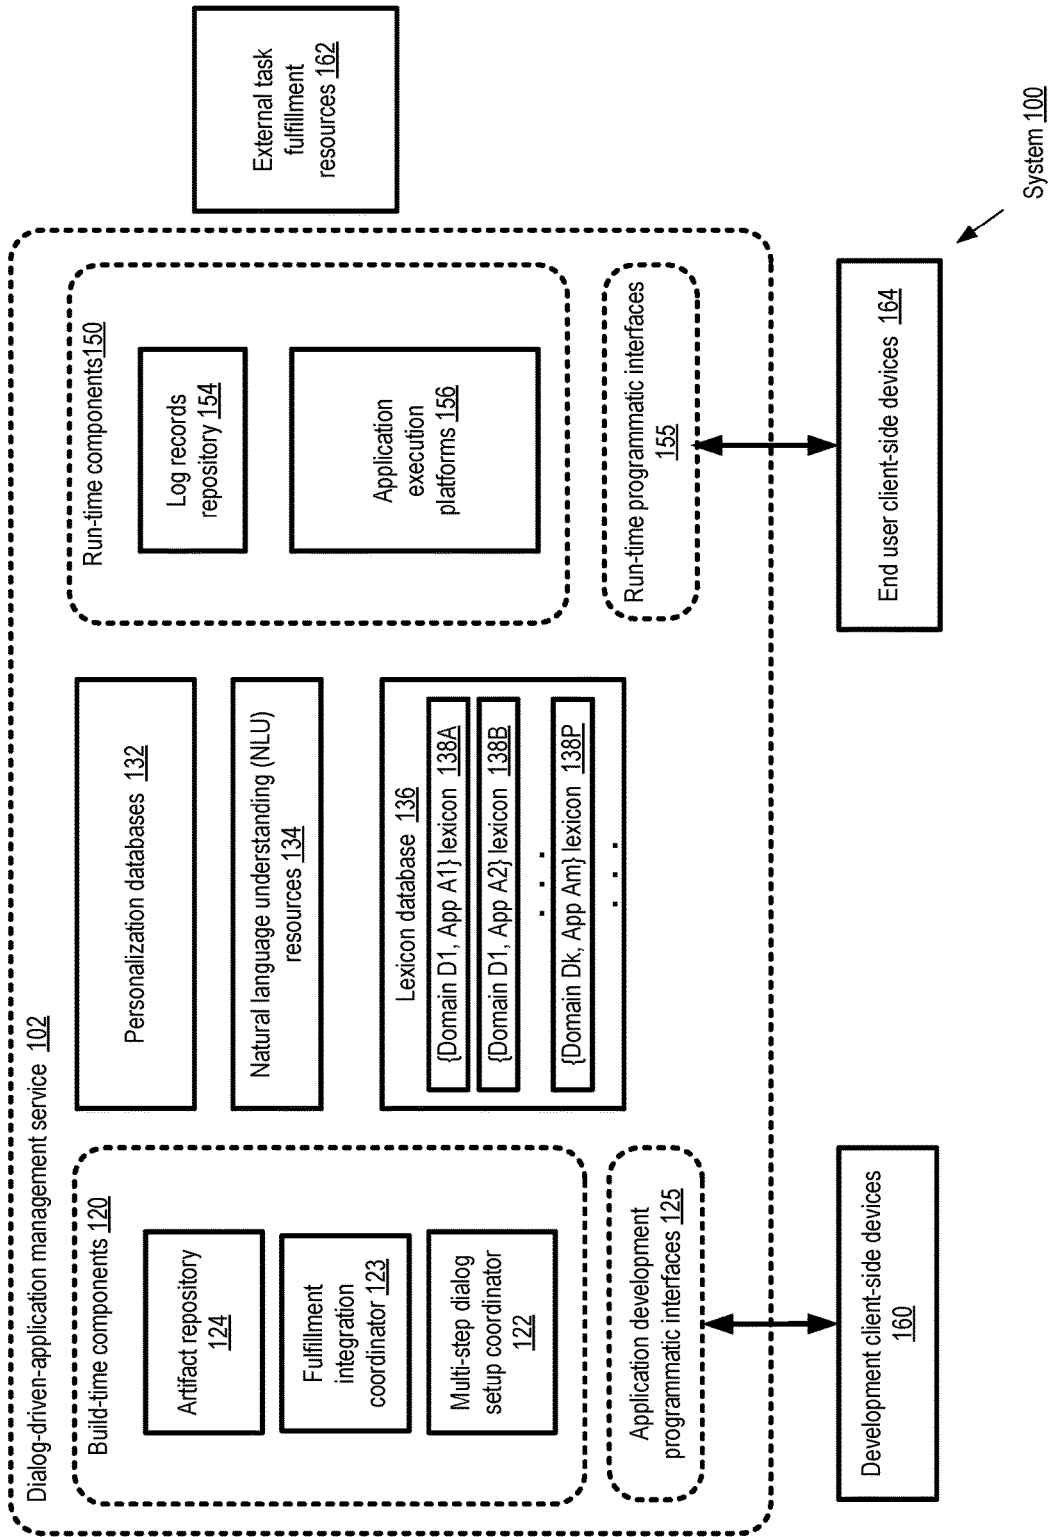 Dialog-driven-application management service 102
Build-time components 120
Artifact repository
124
Fulfillment
integration
coordinator 123
Multi-step dialog
setup coordinator
122
Application development
programmatic interfaces 125
Personalization databases 132
Natural language understanding (NLU)
resources 134
Lexicon database 136
{Domain D1, App A1} lexicon 138A
{Domain D1, App A2} lexicon 138B
. . .
{Domain Dk, App Am} lexicon 138P
. . .
Run-time components150
Log records
repository 154
Application
execution
platforms 156
Run-time programmatic interfaces
155
External task
fulfillment
resources 162
Development client-side devices
160
End user client-side devices 164
System 100